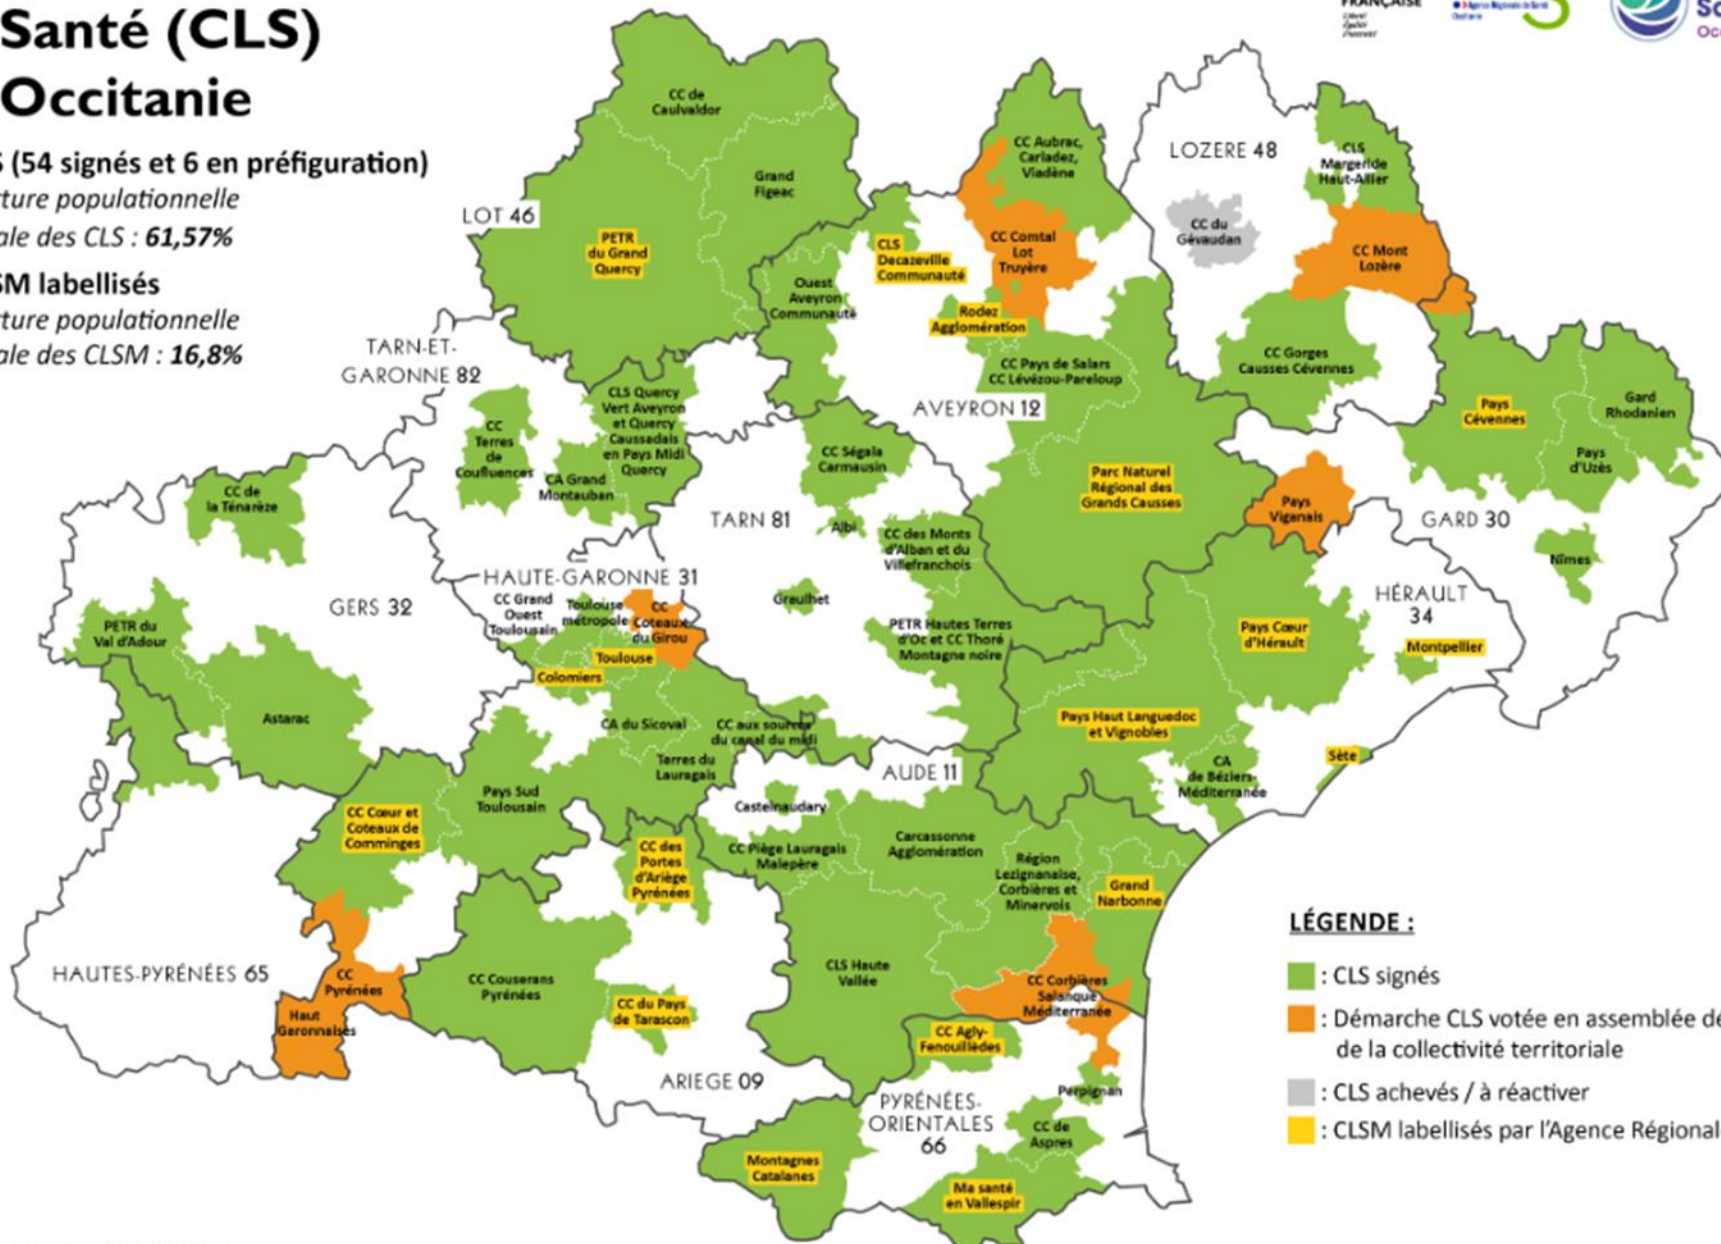 Santé (CLS)
Occitanie
S (54 signés et 6 en préfiguration)
ture populationnelle
ale des CLS : 61,57%
SM labellisés
ture populationnelle
ale des CLSM : 16,8%
FRANÇAISE
Liberté
Égalité
Fraternité
CC de
Caulvaldor
Grand
Figeac
LOT 46
PETR
du Grand
Quercy
CC Aubrac,
Carladez,
Viadène
LOZERE 48
CLS
Margeride
Haut-Allier
CC du
Gévaudan
CC Mont
Lozère
CLS
Decazeville
Communauté
CC Comtal
Lot
Truyère
Ouest
Aveyron
Communauté
Rodez
Agglomération
CC Pays de Salars
CC Lévézou-Pareloup
CC Gorges
Causses Cévennes
TARN-ET-
GARONNE 82
CLS Quercy
Vert Aveyron
et Quercy
Caussadais
en Pays Midi
Quercy
AVEYRON 12
Pays
Cévennes
Gard
Rhodanien
Pays
d'Uzès
CC
Terres
de
Coufluences
CA Grand
Montauban
CC Ségala
Carmausin
CC de
la Ténarèze
Parc Naturel
Régional des
Grands Causses
Pays
Viganais
GARD 30
TARN 81
Albi
CC des Monts
d'Alban et du
Villefranchois
Nîmes
HAUTE-GARONNE 31
GERS 32
CC Grand
Ouest
Toulousain
Toulouse
métropole
CC
Coteaux
du Girou
Graulhet
HÉRAULT
34
PETR du
Val d'Adour
PETR Hautes Terres
d'Oc et CC Thoré
Montagne noire
Pays Cœur
d'Hérault
Montpellier
Toulouse
Colomiers
Astarac
CA du Sicoval
CC aux sources
du canal du midi
Pays Haut Languedoc
et Vignobles
Terres du
Lauragais
AUDE 11
Sète
CA
de Béziers-
Méditerranée
Pays Sud
Toulousain
Castelnaudary
CC Cœur et
Coteaux de
Comminges
CC des
Portes
d'Ariège
Pyrénées
CC Piège Lauragais
Malepère
Carcassonne
Agglomération
Région
Lezignanaise,
Corbières et
Minervois
Grand
Narbonne
HAUTES-PYRÉNÉES 65
CC
Pyrénées
Haut
Garonnaises
CC Couserans
Pyrénées
CLS Haute
Vallée
CC Corbières
Salanque
Méditerranée
CC du Pays
de Tarascon
CC Agly-
Fenouillèdes
ARIEGE 09
Perpignan
PYRÉNÉES-
ORIENTALES
66
CC de
Aspres
Montagnes
Catalanes
Ma santé
en Vallespir
LÉGENDE :
: CLS signés
: Démarche CLS votée en assemblée dé
de la collectivité territoriale
: CLS achevés / à réactiver
: CLSM labellisés par l'Agence Régional